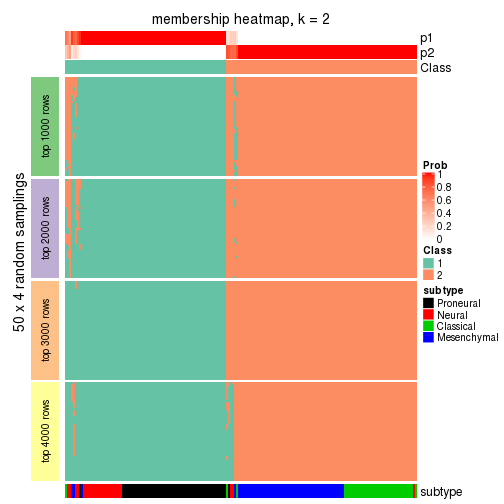 membership heatmap, k = 2
p1
p2
Class
50 x 4 random samplings
top 1000 rows
top 2000 rows
top 3000 rows
top 4000 rows
Prob
1
0.8
0.6
0.4
0.2
0
Class
1
2
subtype
Proneural
Neural
Classical
Mesenchymal
subtype